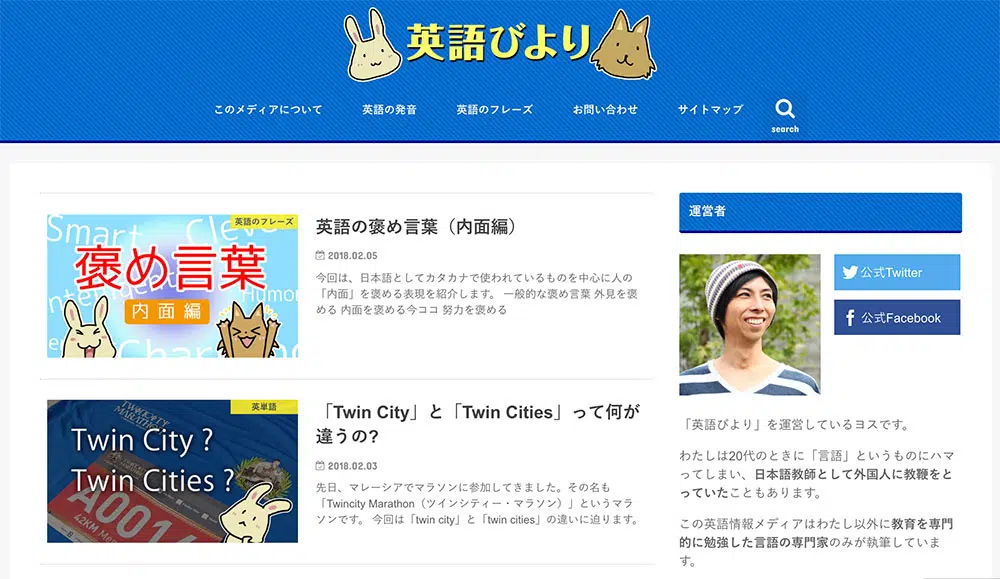 英語びより
このメディアについて 英語の発音 英語のフレーズ お問い合わせ サイトマップ search
英語のフレーズ
Smart Clever
褒め言葉
Humor
内面編
英語の褒め言葉（内面編）
2018.02.05
今回は、日本語としてカタカナで使われているものを中心に人の
「内面」を褒める表現を紹介します。 一般的な褒め言葉 外見を褒
める 内面を褒める今ココ 努力を褒める
英単語
TWINCITY
MARATHON
Twin City ?
Twin Cities ?
A001
「Twin City」と「Twin Cities」って何が
違うの?
2018.02.03
先日、マレーシアでマラソンに参加してきました。その名も
「Twincity Marathon（ツインシティー・マラソン）」というマラ
ソンです。 今回は「twin city」と「twin cities」の違いに迫ります。
運営者
公式Twitter
公式Facebook
「英語びより」を運営しているヨスです。
わたしは20代のときに「言語」というものにハマ
ってしまい、日本語教師として外国人に教鞭をと
っていたこともあります。
この英語情報メディアはわたし以外に教育を専門
的に勉強した言語の専門家のみが執筆していま
す。